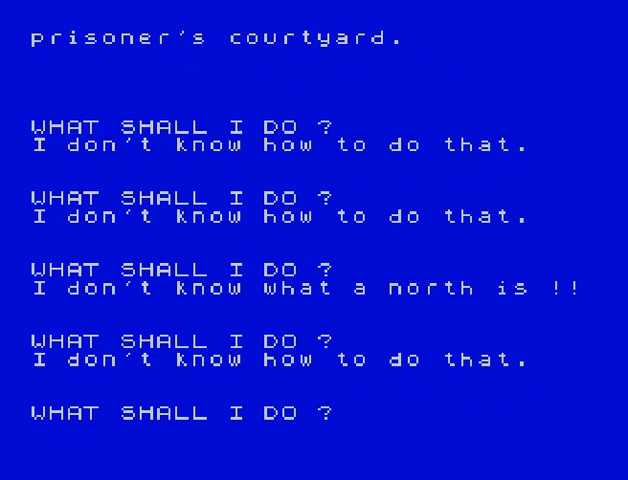 prisoner's courtyard.
WHAT SHALL I DO ?
I don't know how to do that.
WHAT SHALL I DO ?
I don't know how to do that.
WHAT SHALL I DO ?
I don't know what a north is !!
WHAT SHALL I DO ?
I don't know how to do that.
WHAT SHALL I DO ?